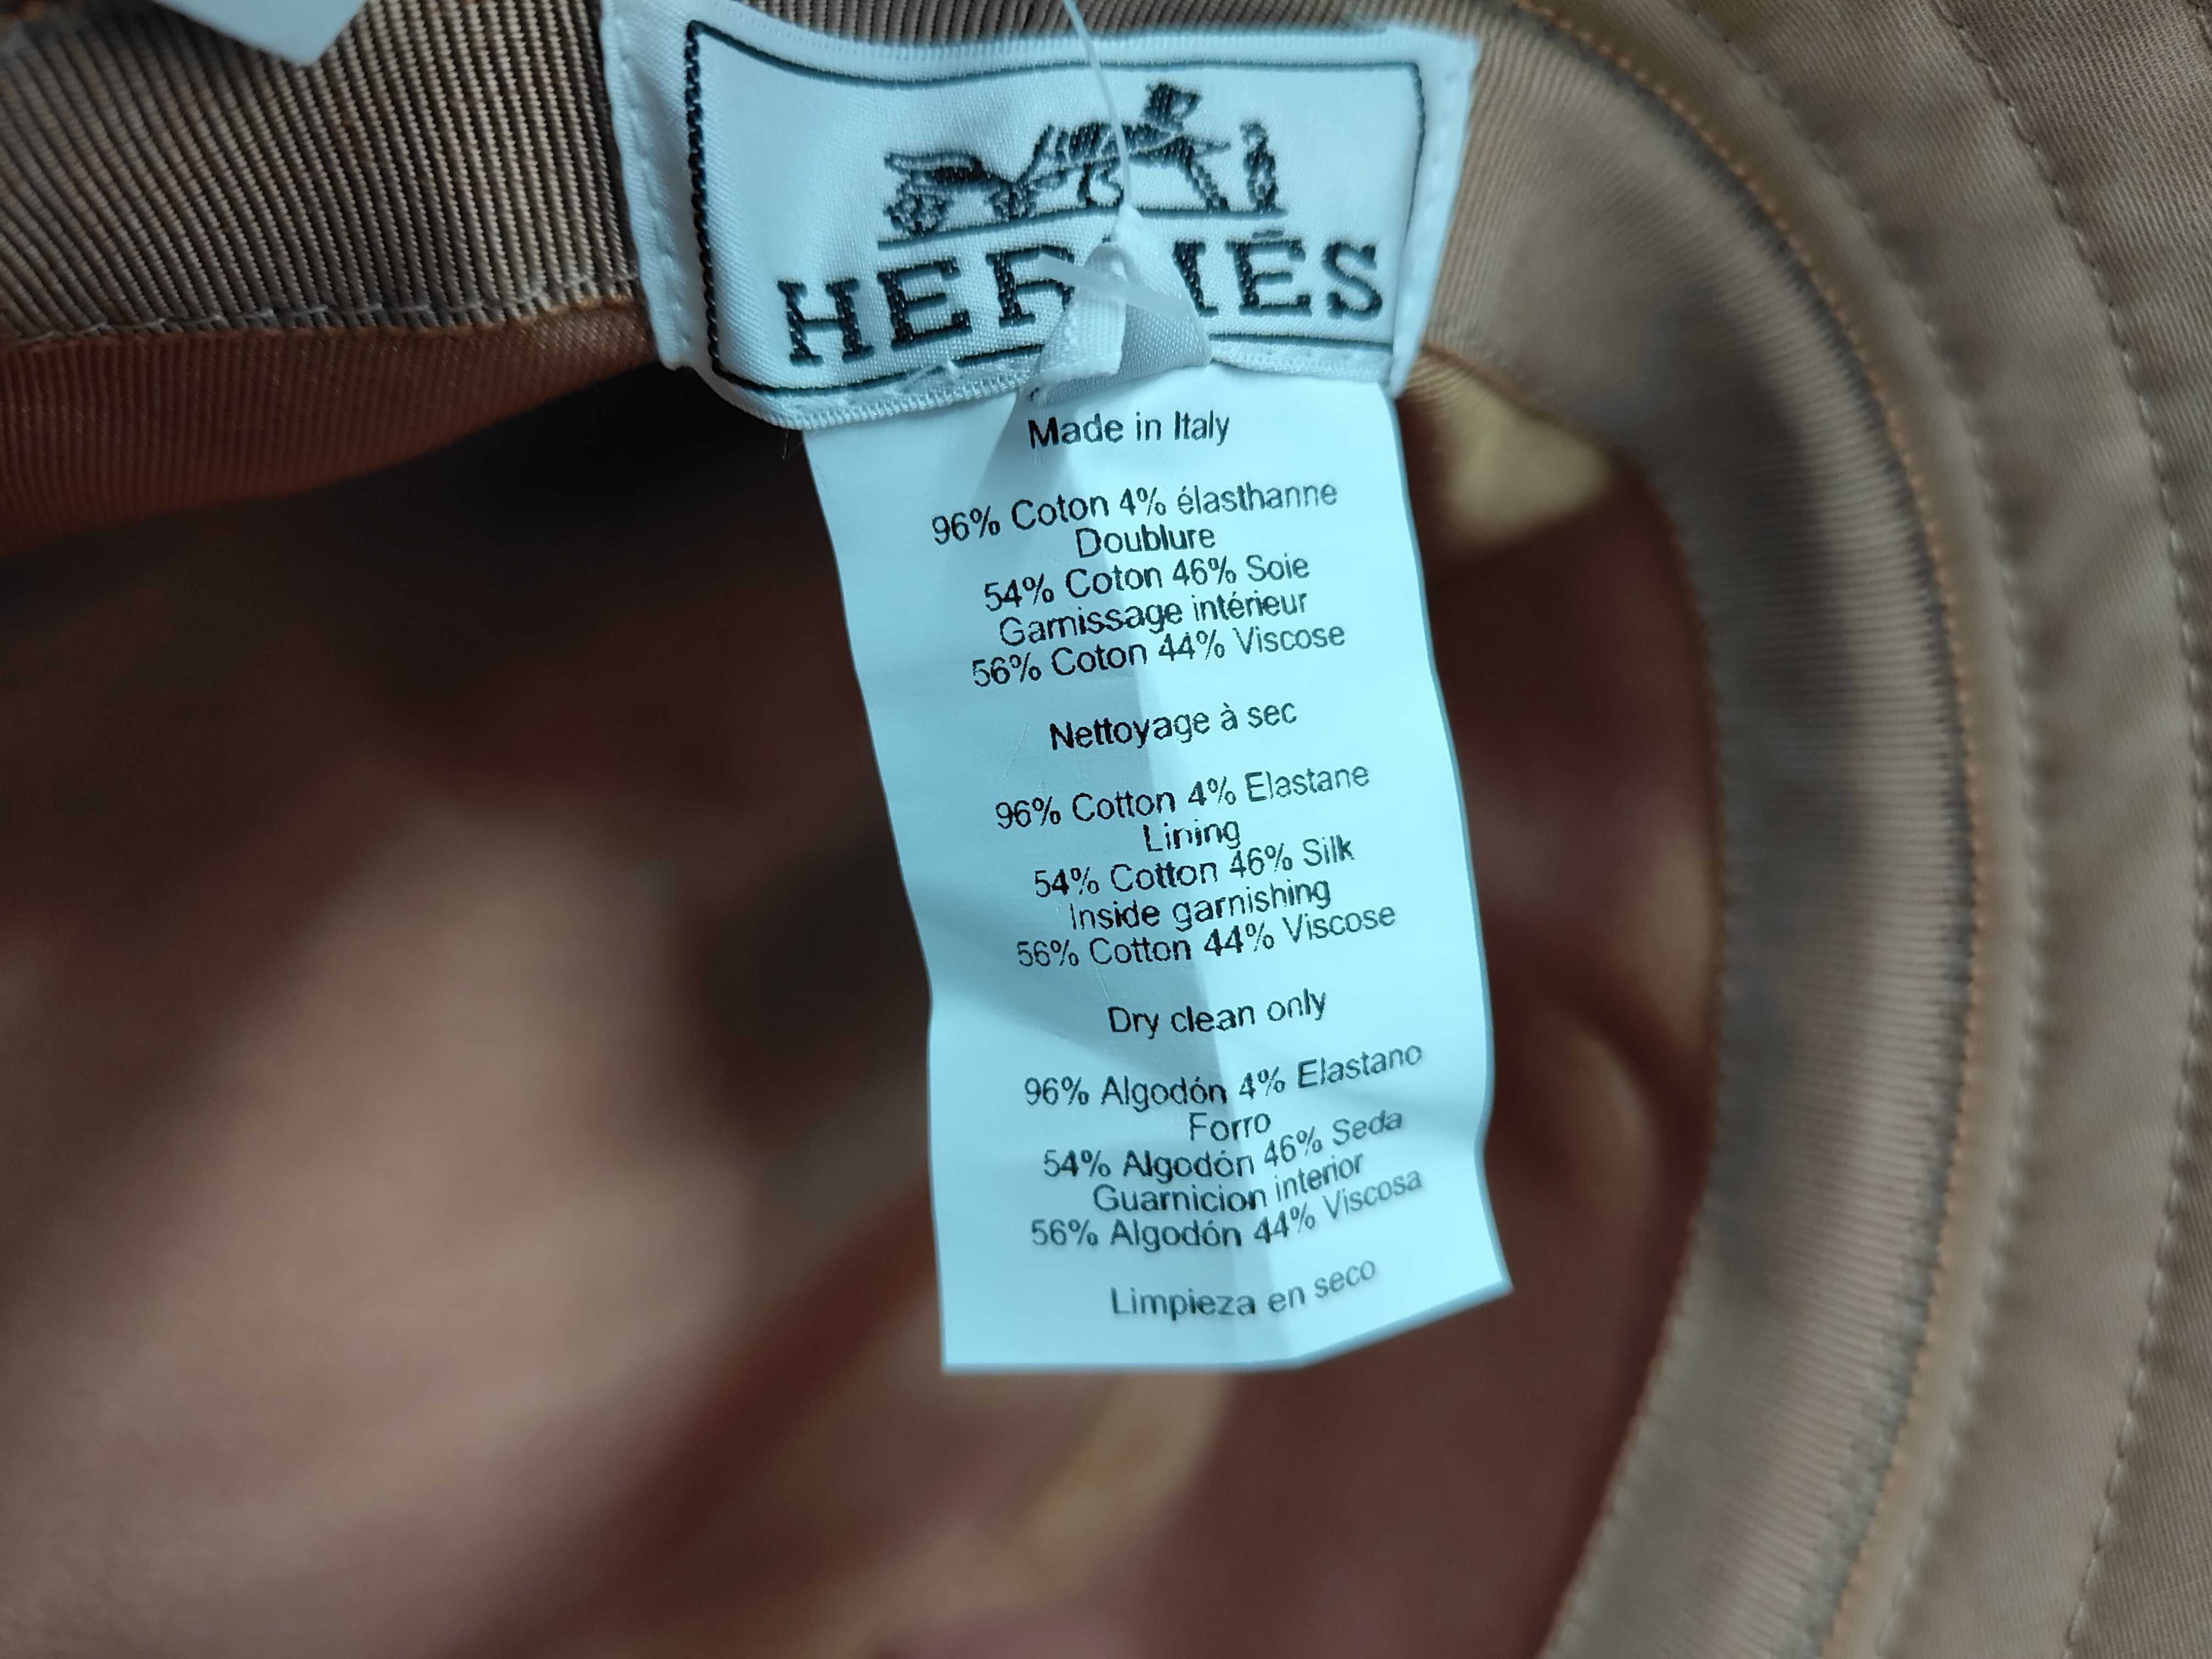 HERMÈS
Made in Italy
96% Coton 4% élasthanne
Doublure
54% Coton 46% Soie
Garnissage intérieur
56% Coton 44% Viscose
Nettoyage à sec
96% Cotton 4% Elastane
Lining
54% Cotton 46% Silk
Inside garnishing
56% Cotton 44% Viscose
Dry clean only
96% Algodón 4% Elastano
Forro
54% Algodón 46% Seda
Guarnicion interior
56% Algodón 44% Viscosa
Limpieza en seco